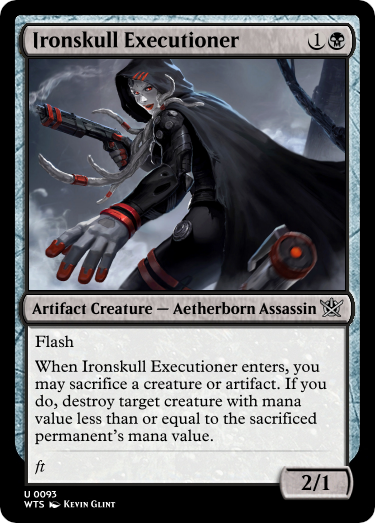 Ironskull Executioner 1
Artifact Creature — Aetherborn Assassin
Flash
When Ironskull Executioner enters, you
may sacrifice a creature or artifact. If you
do, destroy target creature with mana
value less than or equal to the sacrificed
permanent's mana value.
ft
2/1
U 0093
WTS Kevin Glint